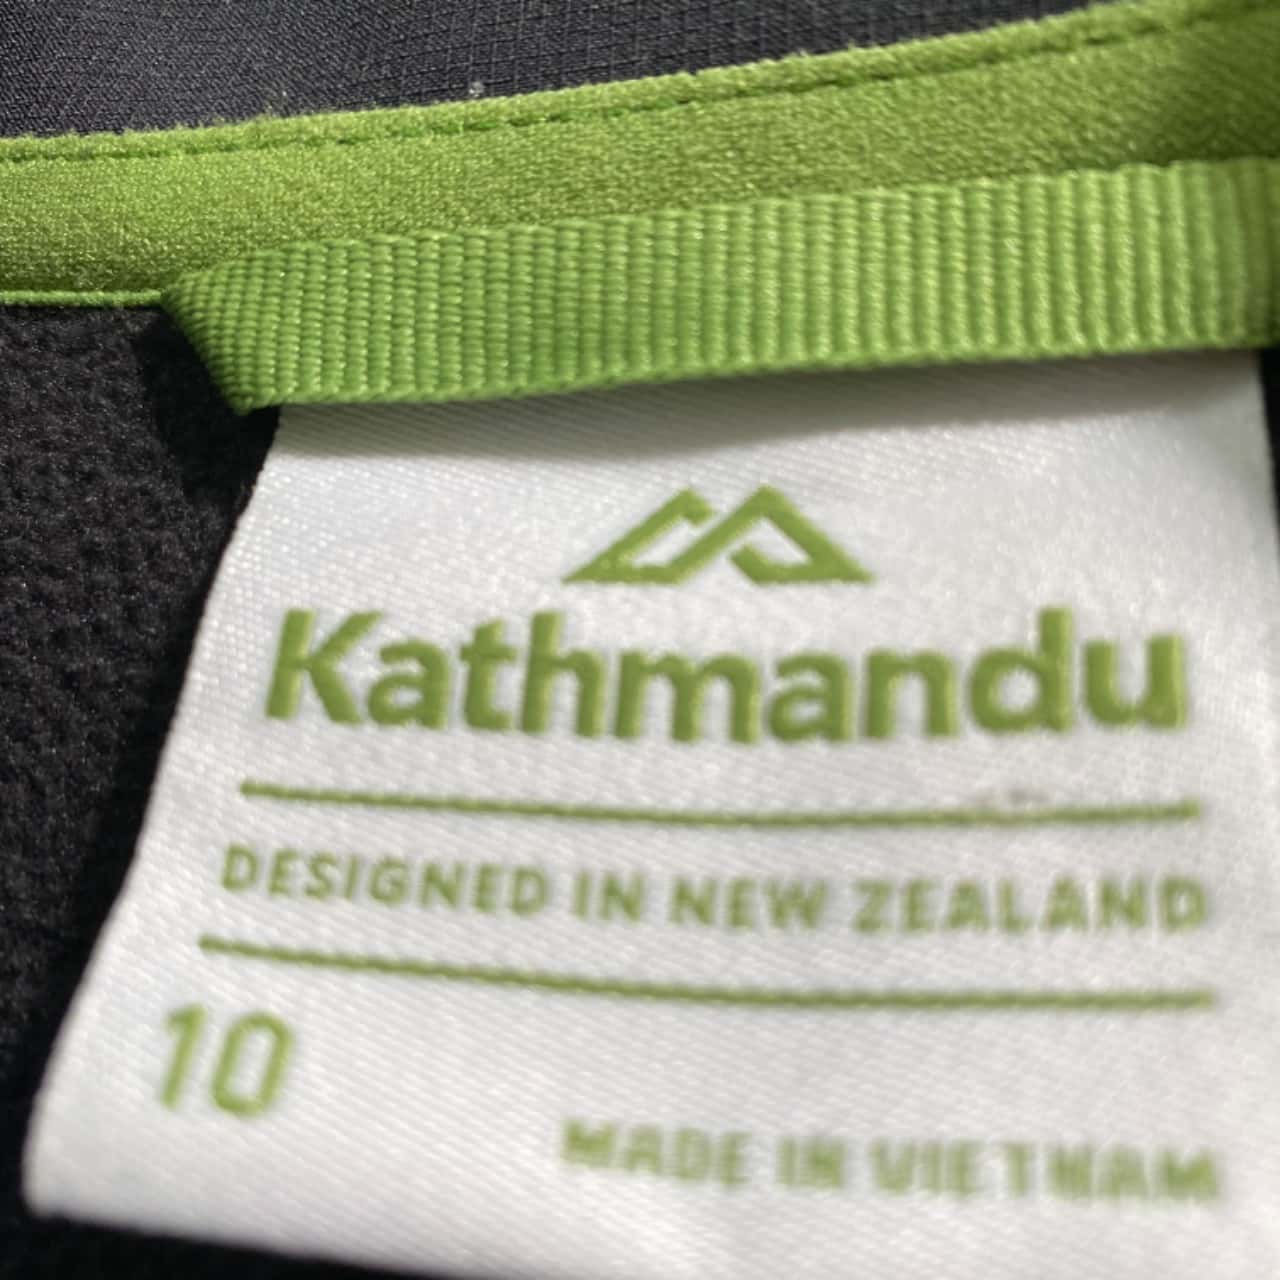 Kathmandu
DESIGNED IN NEW ZEALAND
10
MADE IN VIETNAM